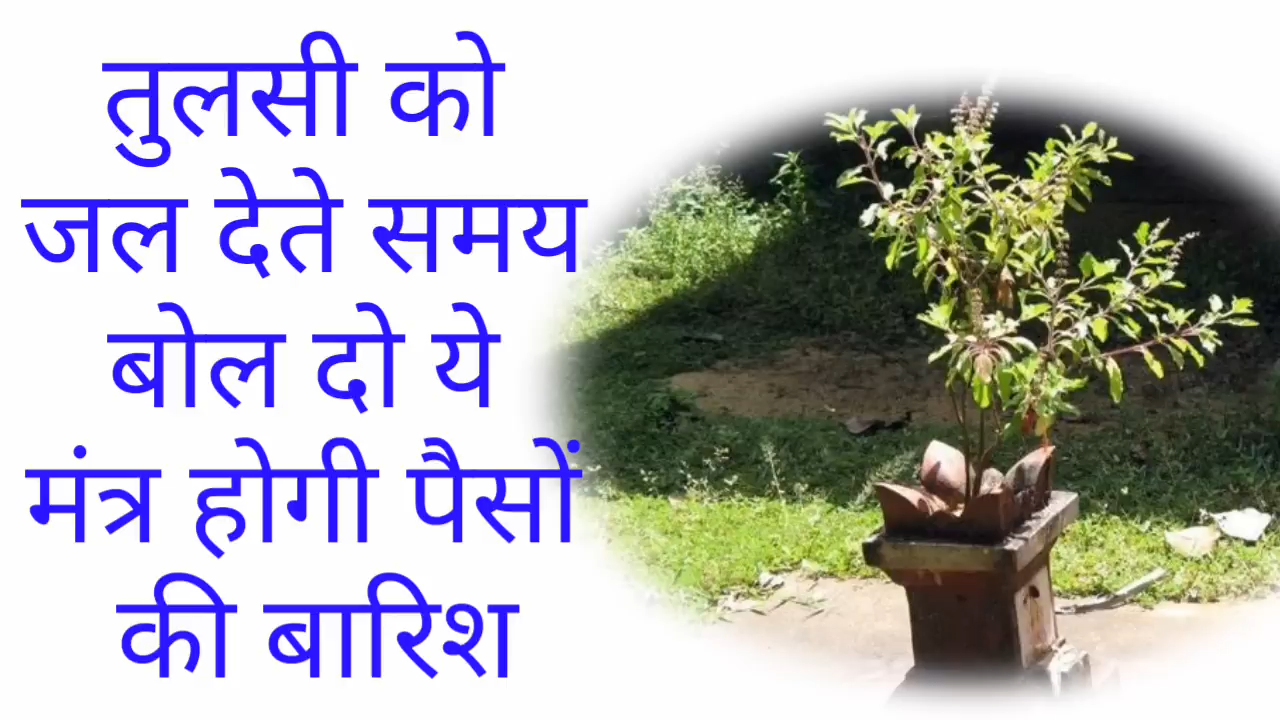 तुलसी को
जल देते समय
बोल दो ये
मंत्र होगी पैसों
की बारिश